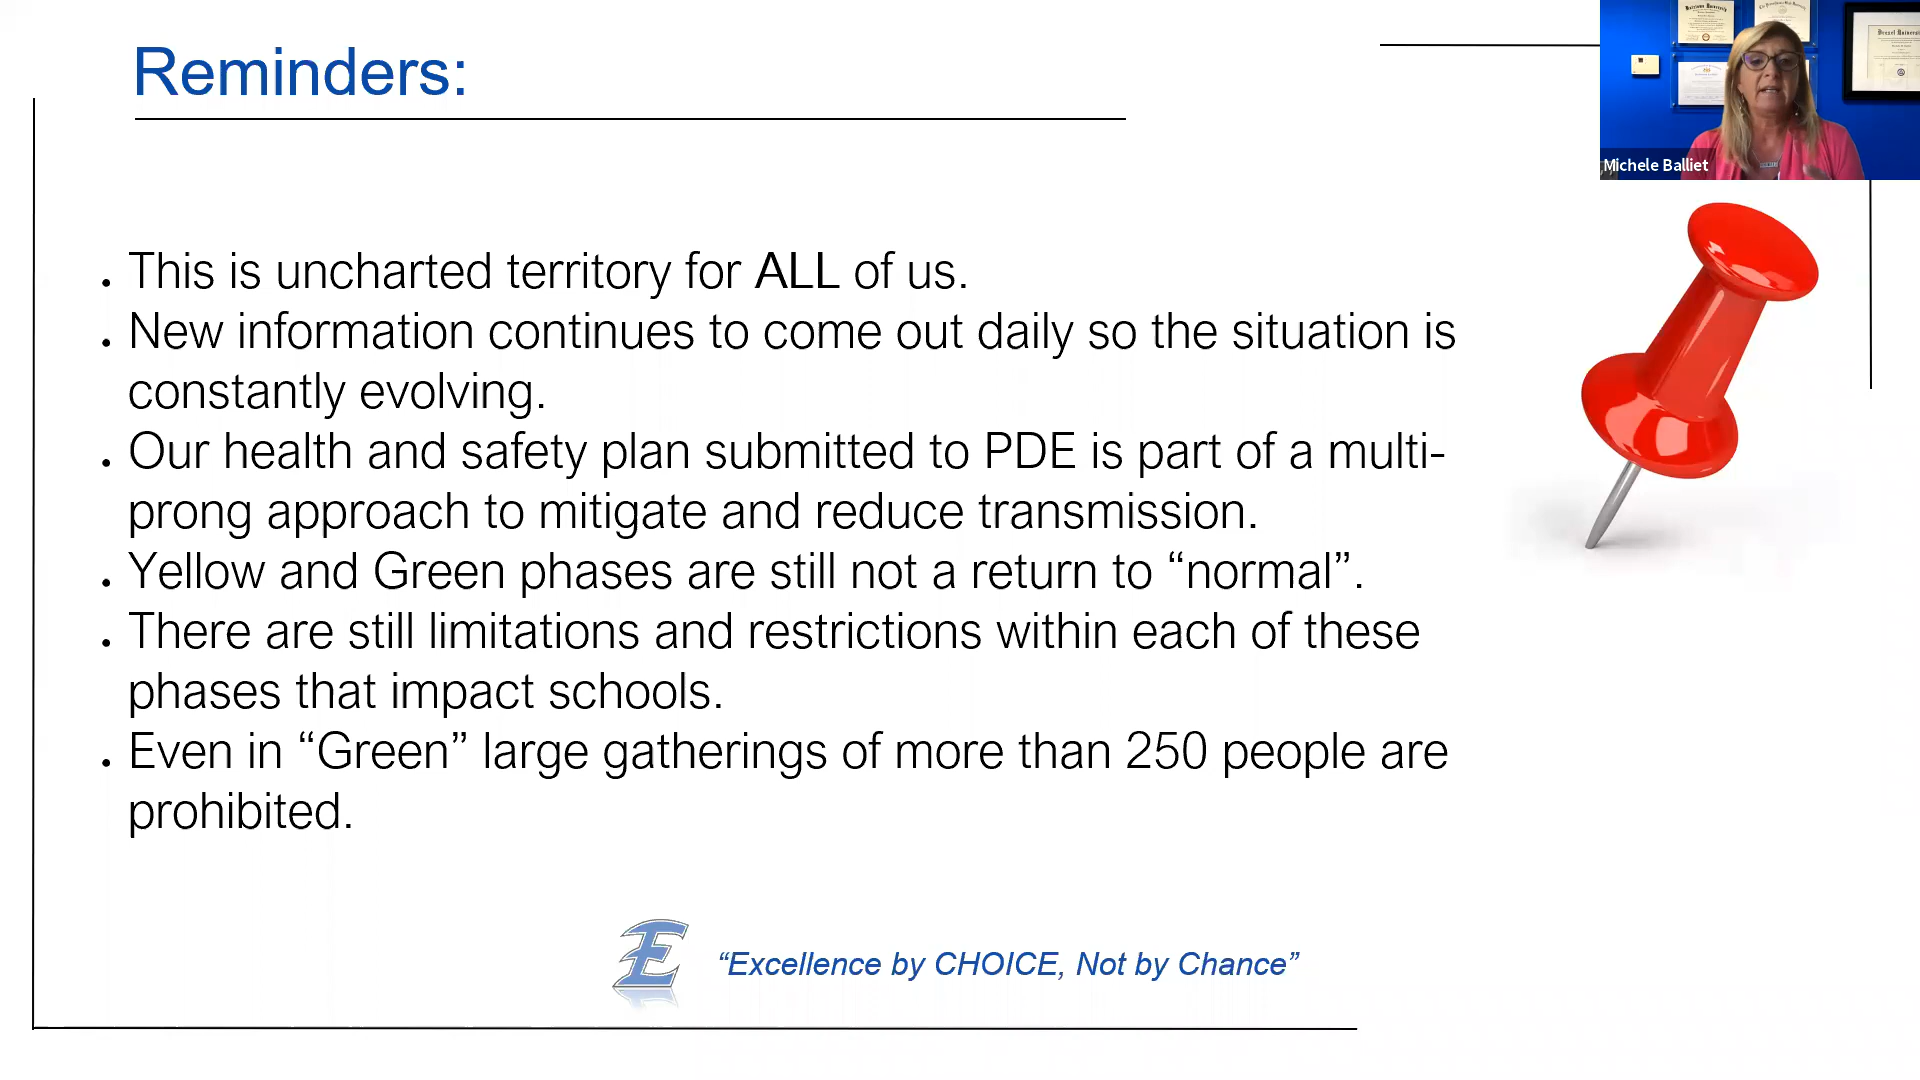 Reminders:
Michele Balliet
• This is uncharted territory for ALL of us.
• New information continues to come out daily so the situation is
constantly evolving.
• Our health and safety plan submitted to PDE is part of a multi-
prong approach to mitigate and reduce transmission.
• Yellow and Green phases are still not a return to “normal”.
• There are still limitations and restrictions within each of these
phases that impact schools.
• Even in “Green” large gatherings of more than 250 people are
prohibited.
E
“Excellence by CHOICE, Not by Chance”